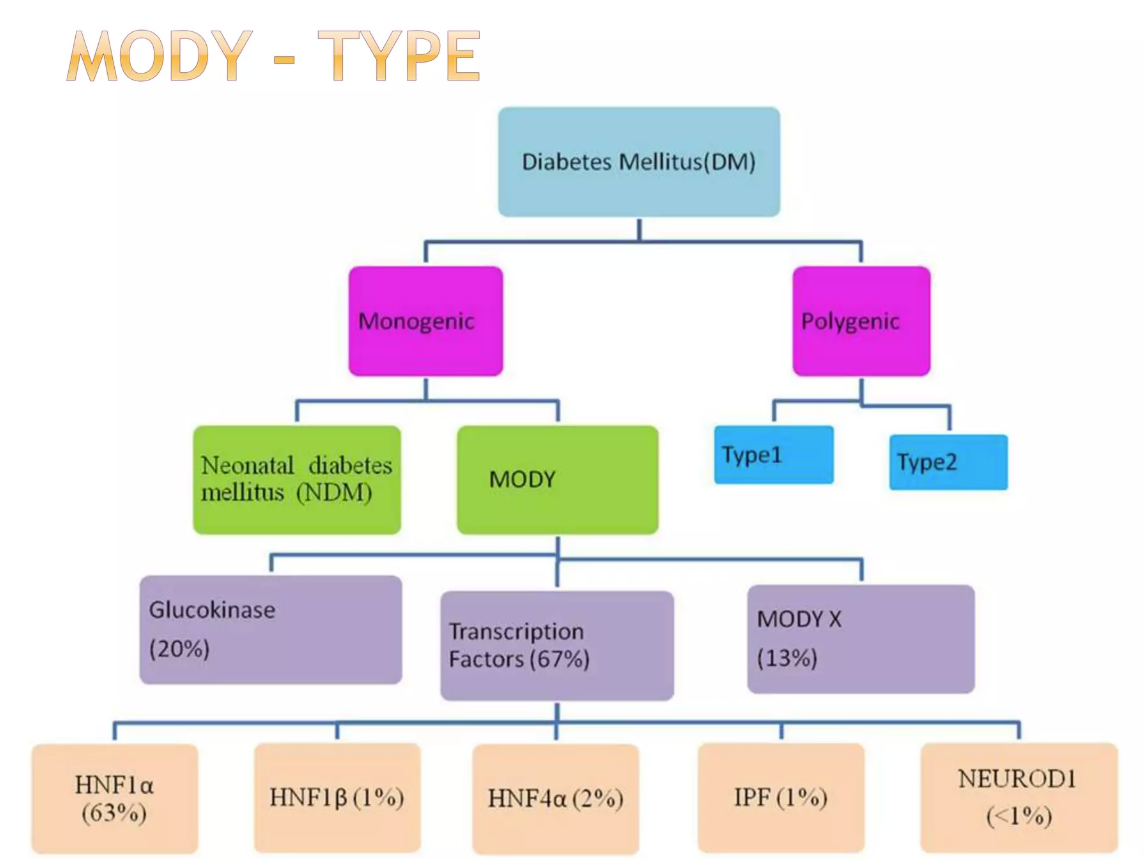 MODY - TYPE
Diabetes Mellitus(DM)
Monogenic
Polygenic
Neonatal diabetes
mellitus (NDM)
MODY
Type1
Type2
Glucokinase
(20%)
Transcription
Factors (67%)
MODY X
(13%)
HNF1α
(63%)
HNF1β (1%)
HNF4α (2%)
IPF (1%)
NEUROD1
(<1%)